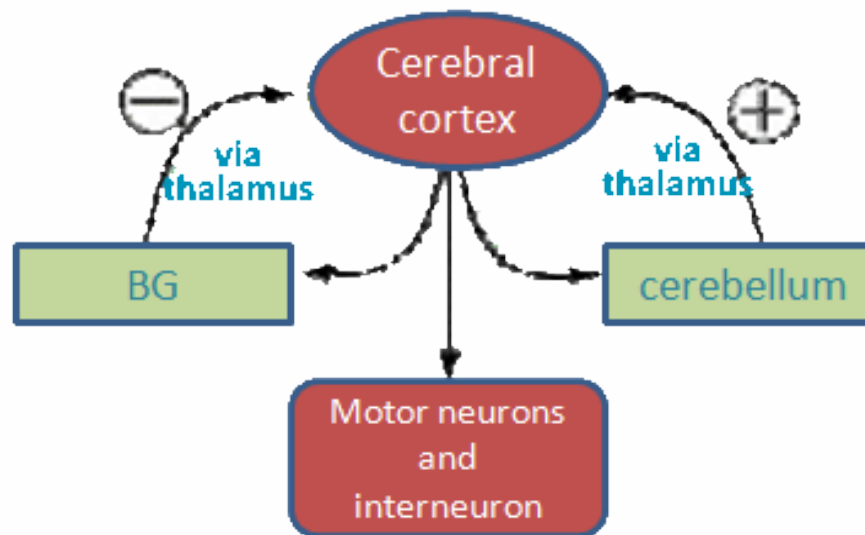 Cerebral
cortex
−
+
via
thalamus
via
thalamus
BG
cerebellum
Motor neurons
and
interneuron